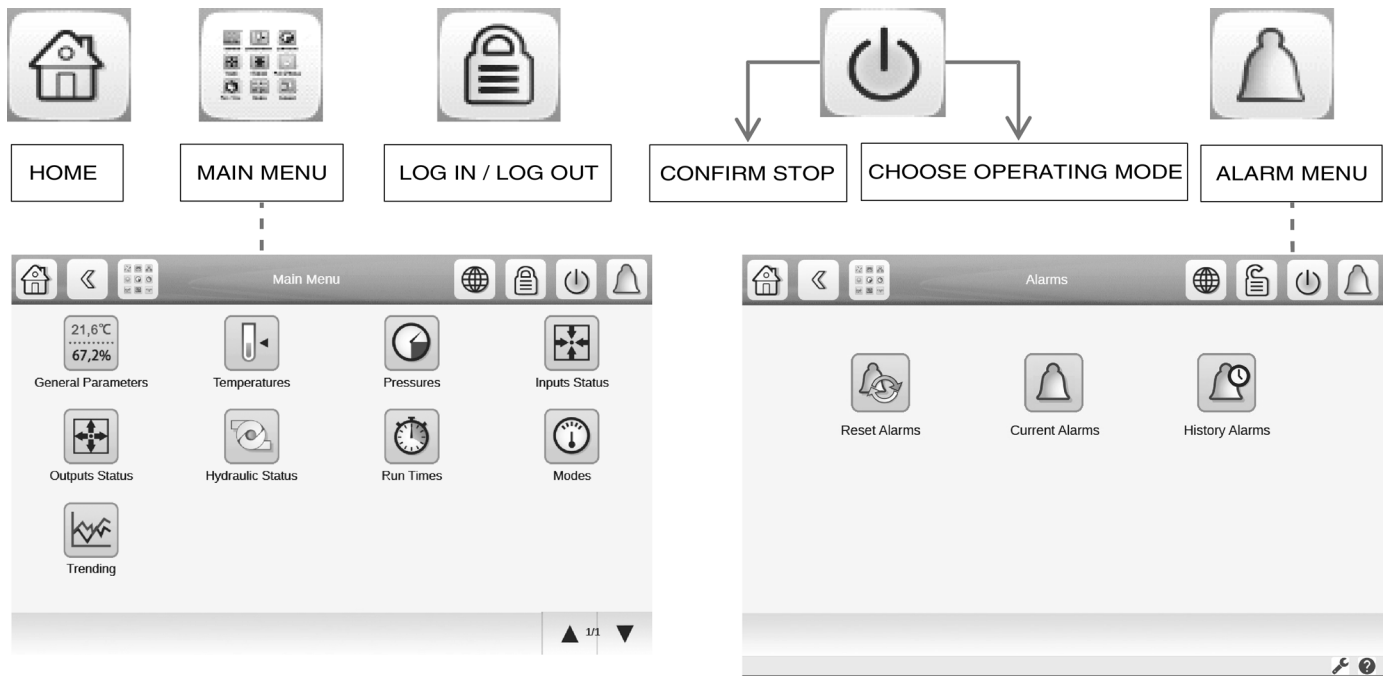 HOME
MAIN MENU
LOG IN / LOG OUT
CONFIRM STOP
CHOOSE OPERATING MODE
ALARM MENU
Main Menu
21,6°C
67,2%
General Parameters
Temperatures
Pressures
Inputs Status
Outputs Status
Hydraulic Status
Run Times
Modes
Trending
1/1
Alarms
Reset Alarms
Current Alarms
History Alarms
?